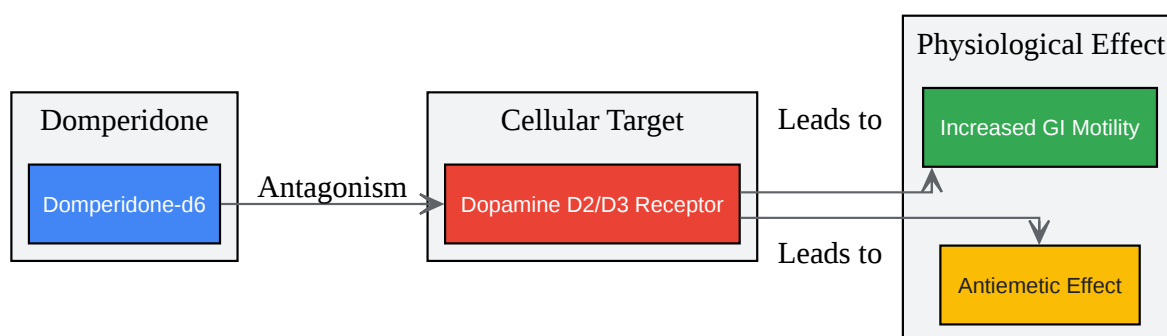 Physiological Effect
Domperidone
Cellular Target
Leads to
Increased GI Motility
Domperidone-d6
Antagonism
Dopamine D2/D3 Receptor
Leads to
Antiemetic Effect